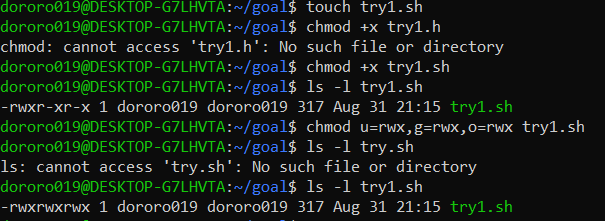 dororo019@DESKTOP-G7LHVTA:~/goal$ touch try1.sh
dororo019@DESKTOP-G7LHVTA:~/goal$ chmod +x try1.h
chmod: cannot access 'try1.h': No such file or directory
dororo019@DESKTOP-G7LHVTA:~/goal$ chmod +x try1.sh
dororo019@DESKTOP-G7LHVTA:~/goal$ ls -l try1.sh
-rwxr-xr-x 1 dororo019 dororo019 317 Aug 31 21:15 try1.sh
dororo019@DESKTOP-G7LHVTA:~/goal$ chmod u=rwx,g=rwx,o=rwx try1.sh
dororo019@DESKTOP-G7LHVTA:~/goal$ ls -l try.sh
ls: cannot access 'try.sh': No such file or directory
dororo019@DESKTOP-G7LHVTA:~/goal$ ls -l try1.sh
-rwxrwxrwx 1 dororo019 dororo019 317 Aug 31 21:15 try1.sh